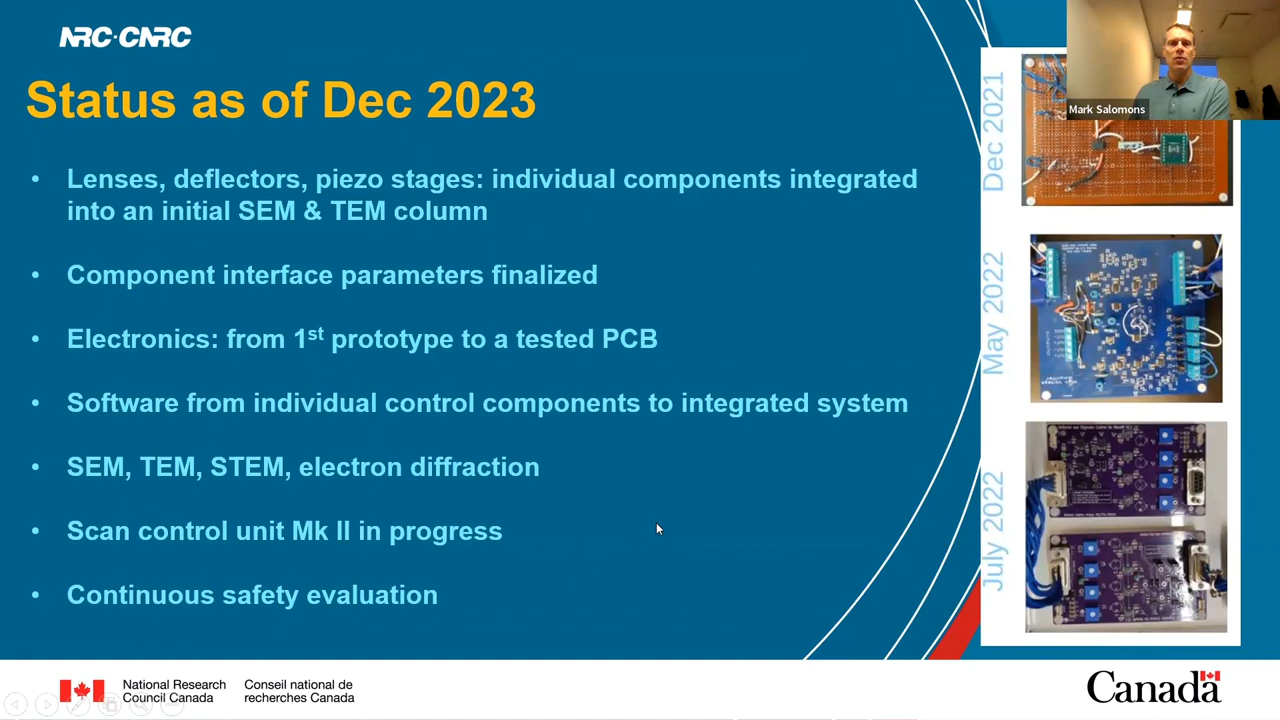 NRC·CNRC
Status as of Dec 2023
• Lenses, deflectors, piezo stages: individual components integrated
into an initial SEM & TEM column
• Component interface parameters finalized
• Electronics: from 1st prototype to a tested PCB
• Software from individual control components to integrated system
• SEM, TEM, STEM, electron diffraction
• Scan control unit Mk II in progress
• Continuous safety evaluation
Dec 2021
May 2022
July 2022
Mark Salomons
National Research
Council Canada
Conseil national de
recherches Canada
Canada